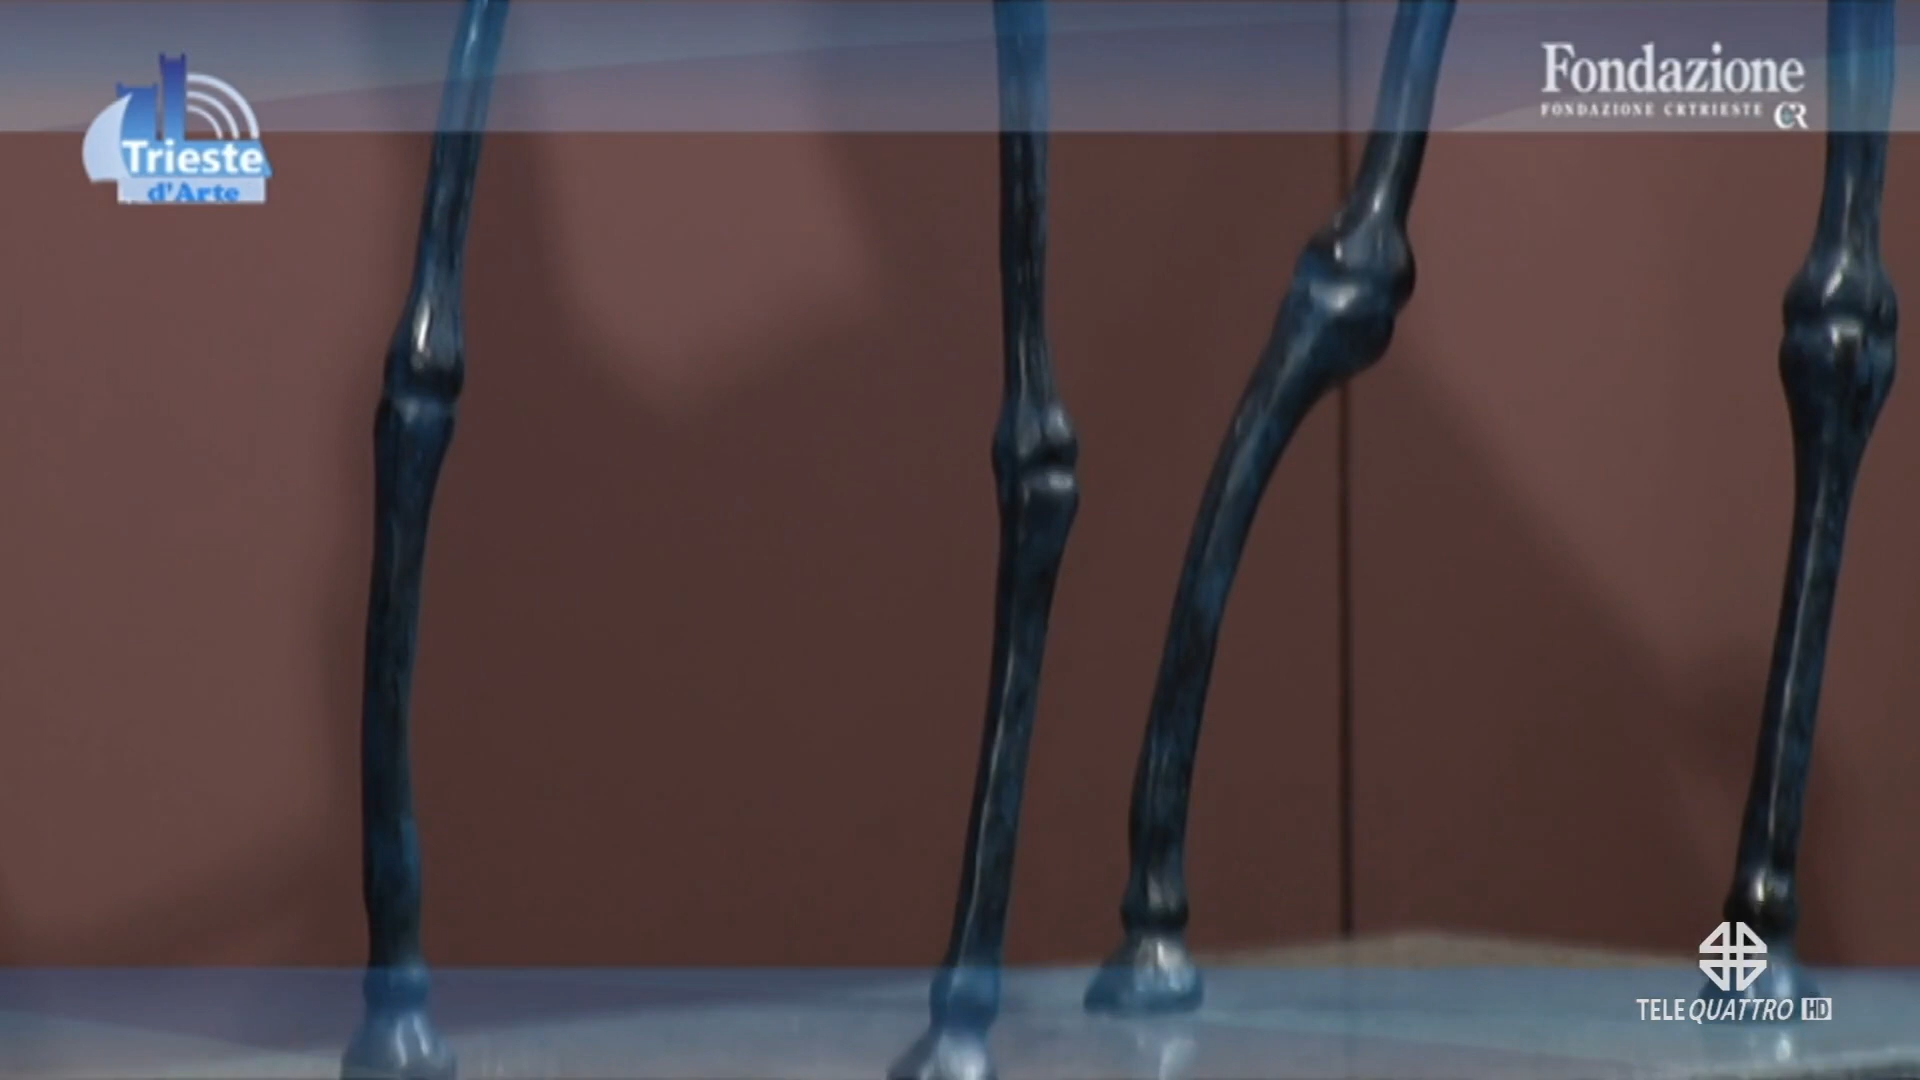 Trieste
d'Arte
Fondazione
FONDAZIONE CRTRIESTE CR
TELEQUATTRO HD